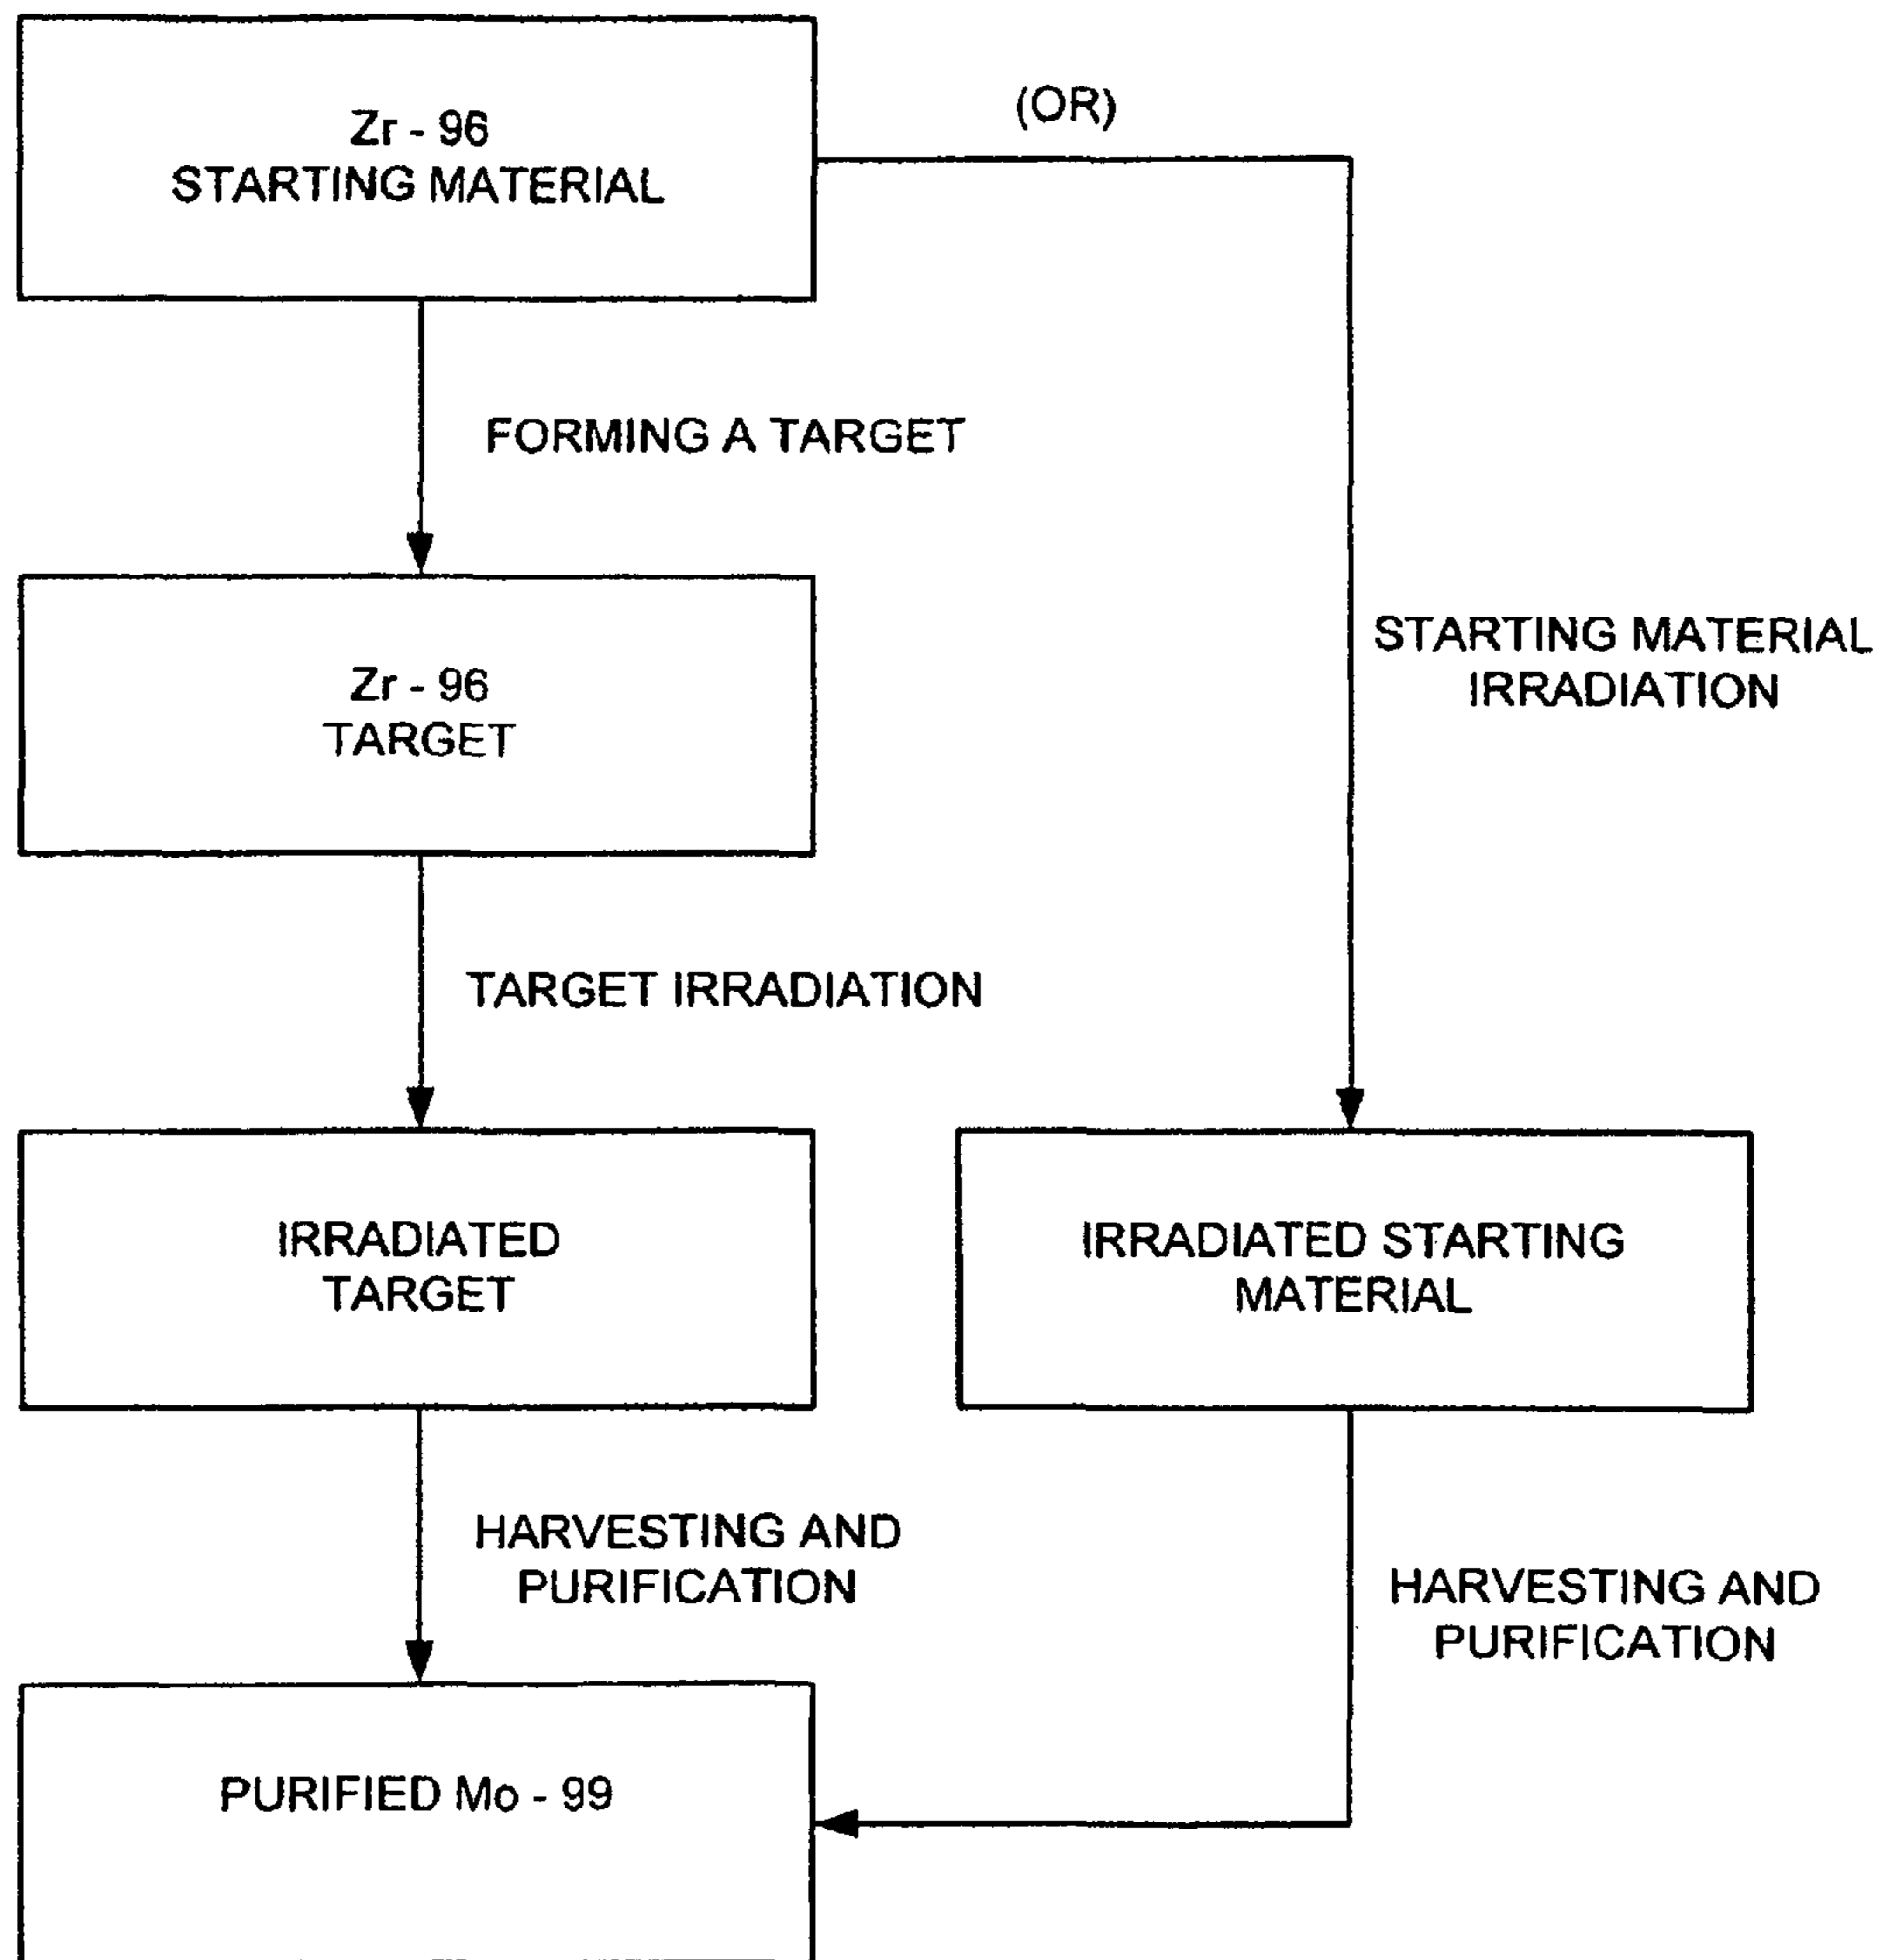 Zr - 96
STARTING MATERIAL
(OR)
FORMING A TARGET
STARTING MATERIAL
IRRADIATION
Zr - 96
TARGET
TARGET IRRADIATION
IRRADIATED
TARGET
IRRADIATED STARTING
MATERIAL
HARVESTING AND
PURIFICATION
HARVESTING AND
PURIFICATION
PURIFIED Mo - 99